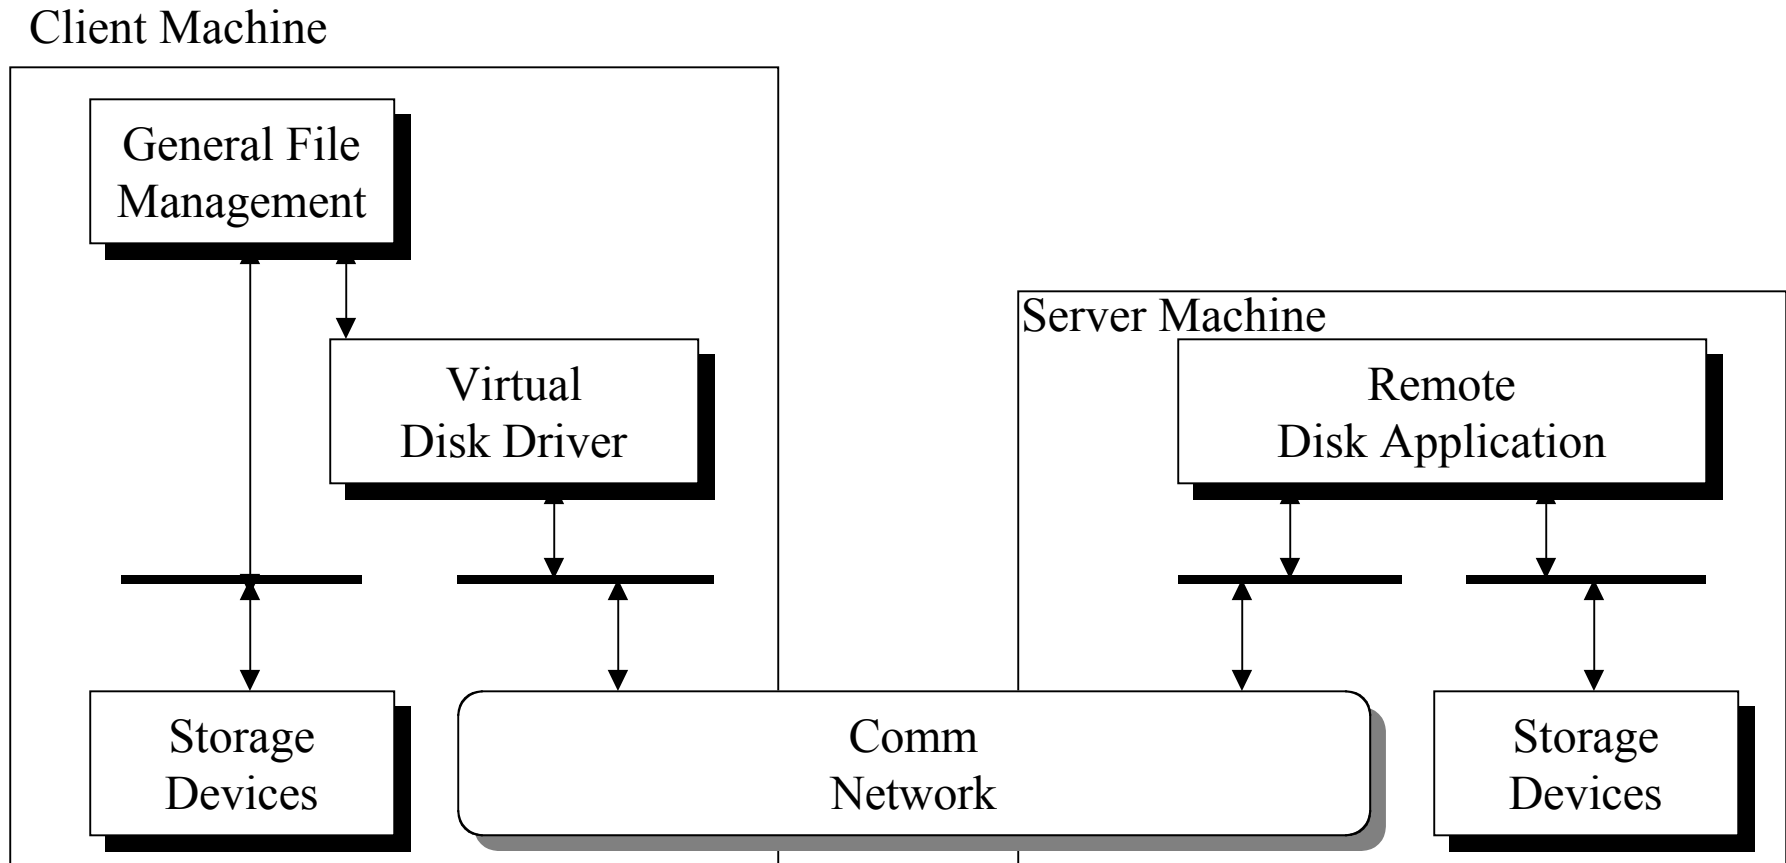 Client Machine
General File
Management
Server Machine
Virtual
Disk Driver
Remote
Disk Application
Storage
Devices
Comm
Network
Storage
Devices